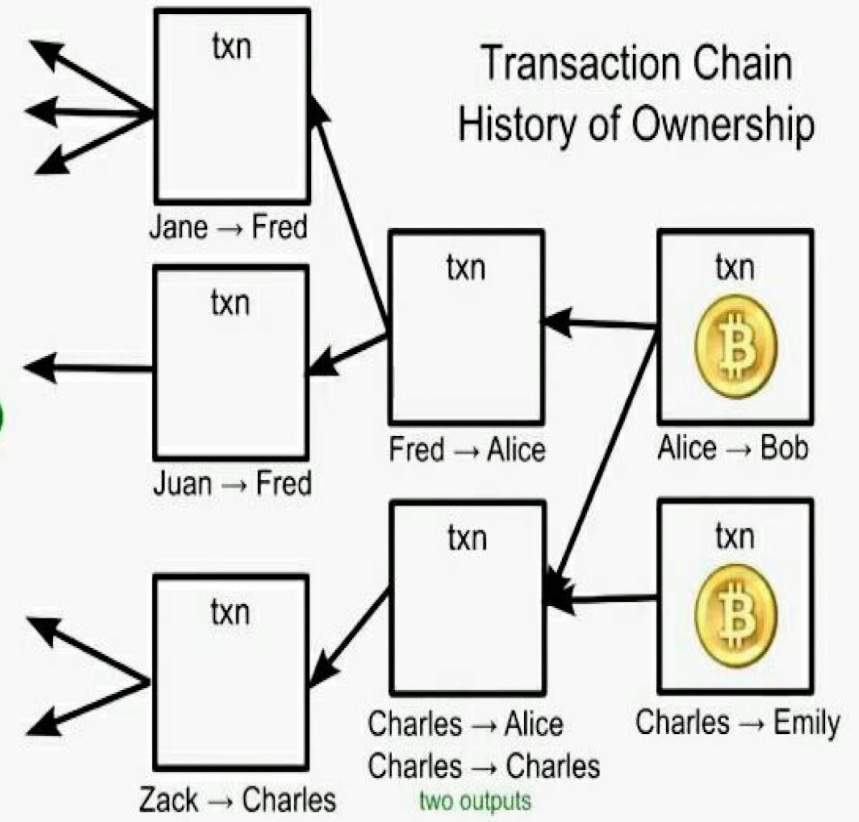 Transaction Chain
History of Ownership
txn
Jane → Fred
txn
Juan → Fred
txn
Zack → Charles
txn
Fred → Alice
txn
Charles → Alice
Charles → Charles
two outputs
txn
Alice → Bob
txn
Charles → Emily